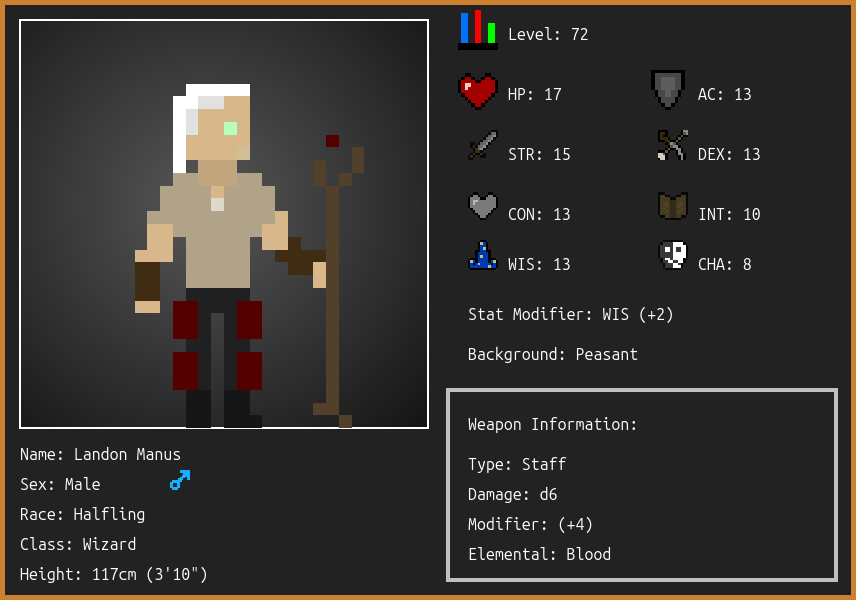 Level: 72
HP: 17
AC: 13
STR: 15
DEX: 13
CON: 13
INT: 10
WIS: 13
CHA: 8
Stat Modifier: WIS (+2)
Background: Peasant
Weapon Information:
Type: Staff
Damage: d6
Modifier: (+4)
Elemental: Blood
Name: Landon Manus
Sex: Male
Race: Halfling
Class: Wizard
Height: 117cm (3'10")